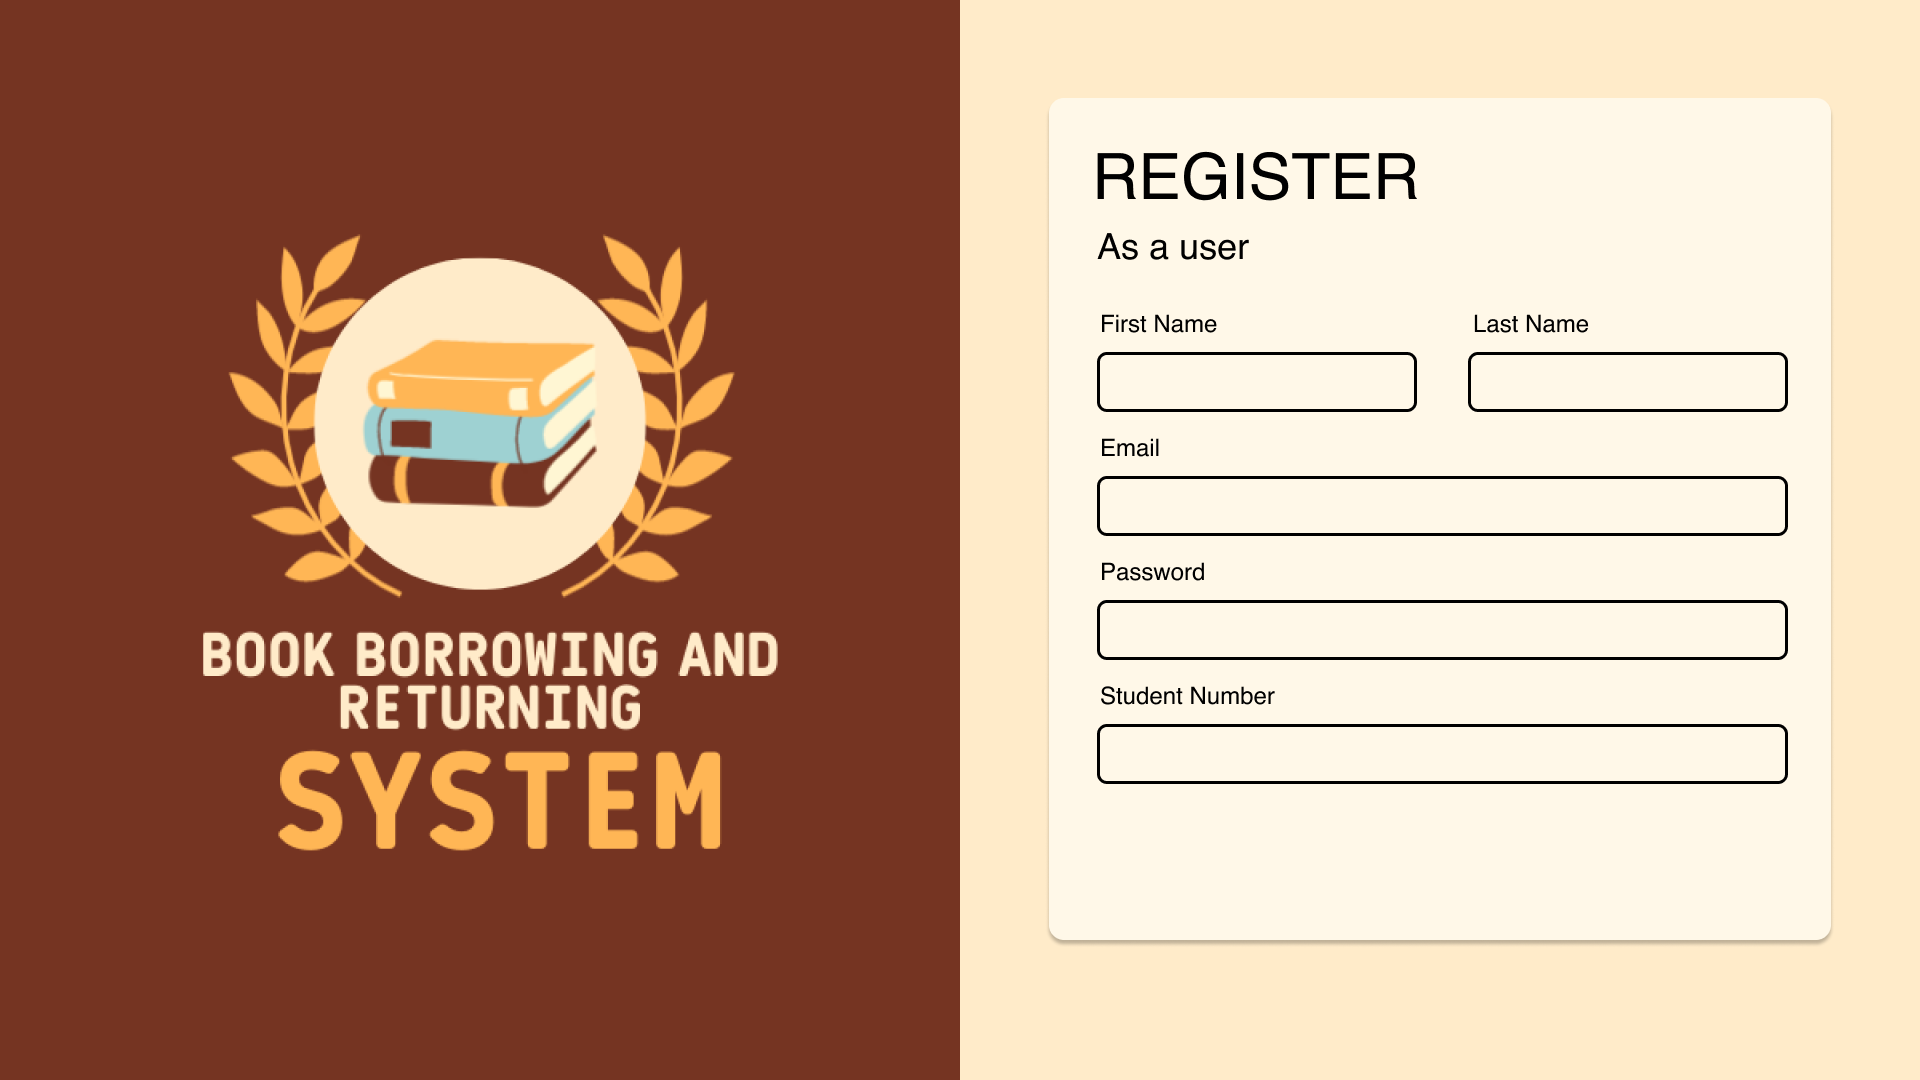 BOOK BORROWING AND
RETURNING
SYSTEM
REGISTER
As a user
First Name
Last Name
Email
Password
Student Number